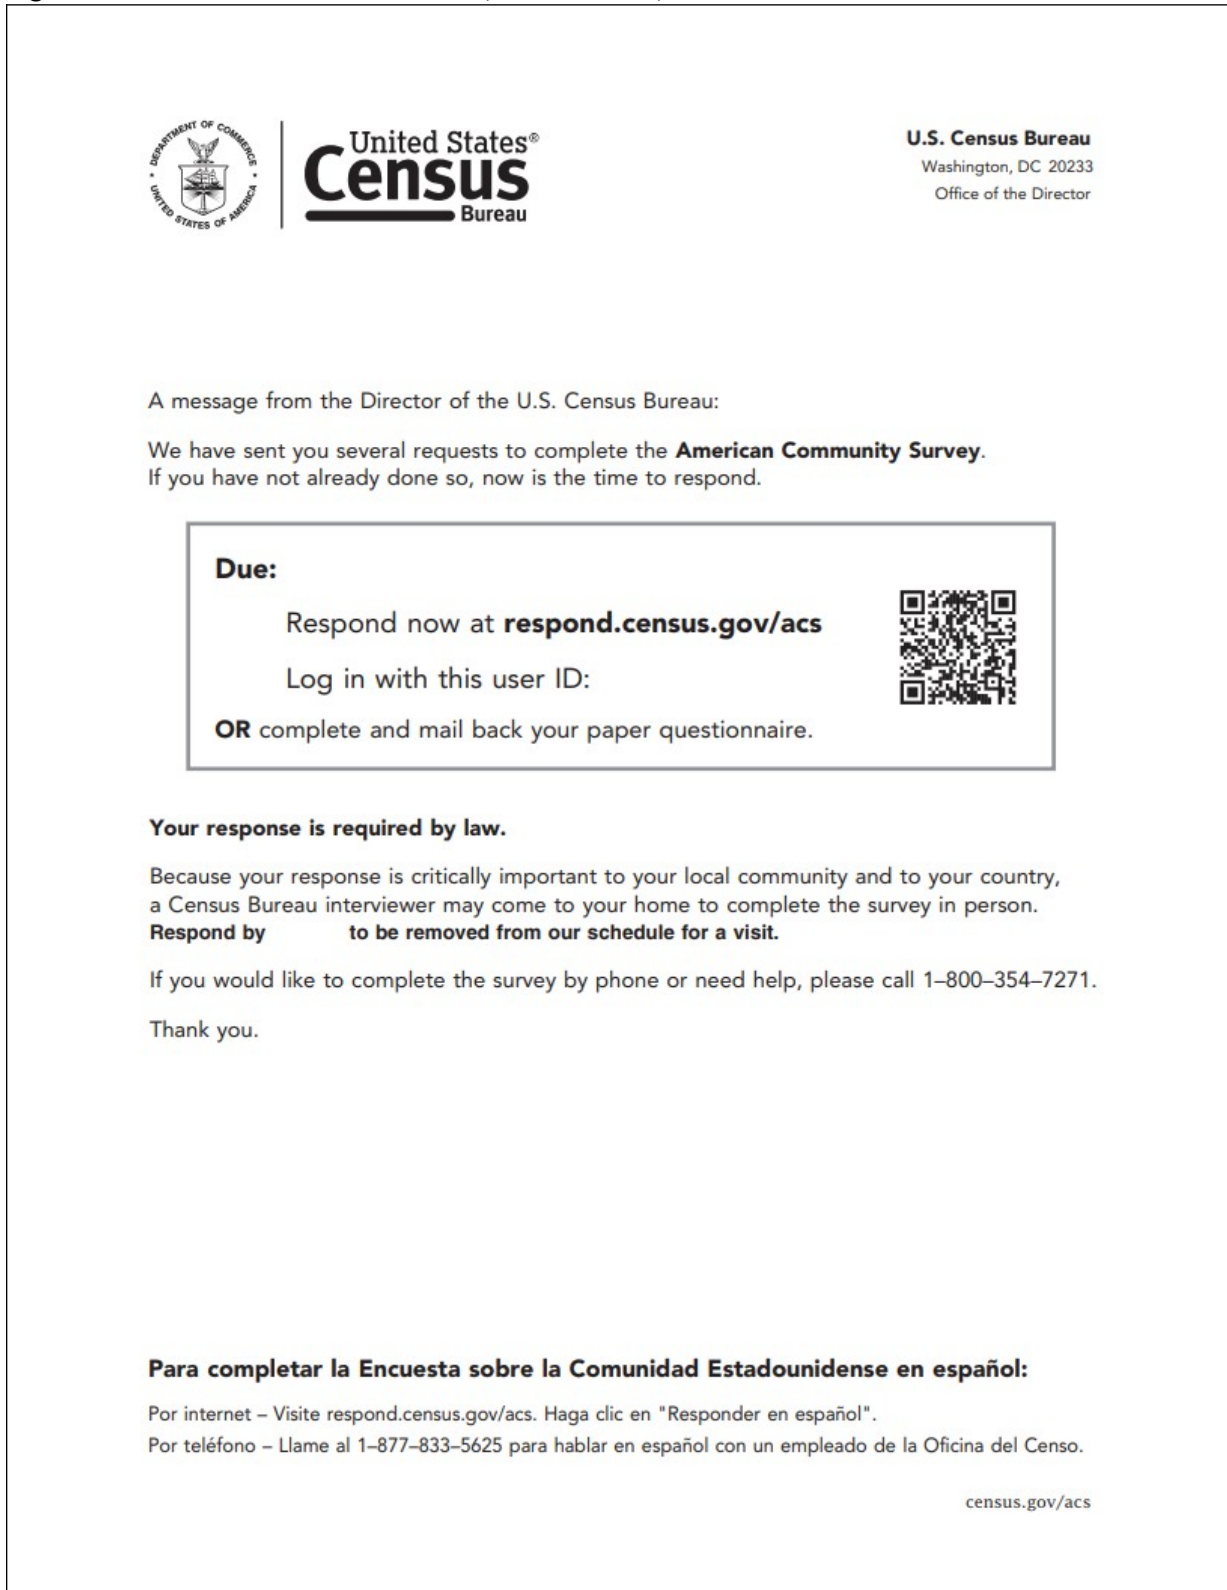 DEPARTMENT OF COMMERCE
UNITED STATES OF AMERICA
United States®
Census
Bureau
U.S. Census Bureau
Washington, DC 20233
Office of the Director
A message from the Director of the U.S. Census Bureau:
We have sent you several requests to complete the American Community Survey.
If you have not already done so, now is the time to respond.
Due:
Respond now at respond.census.gov/acs
Log in with this user ID:
OR complete and mail back your paper questionnaire.
Your response is required by law.
Because your response is critically important to your local community and to your country,
a Census Bureau interviewer may come to your home to complete the survey in person.
Respond by to be removed from our schedule for a visit.
If you would like to complete the survey by phone or need help, please call 1–800–354–7271.
Thank you.
Para completar la Encuesta sobre la Comunidad Estadounidense en español:
Por internet – Visite respond.census.gov/acs. Haga clic en "Responder en español".
Por teléfono – Llame al 1–877–833–5625 para hablar en español con un empleado de la Oficina del Censo.
census.gov/acs